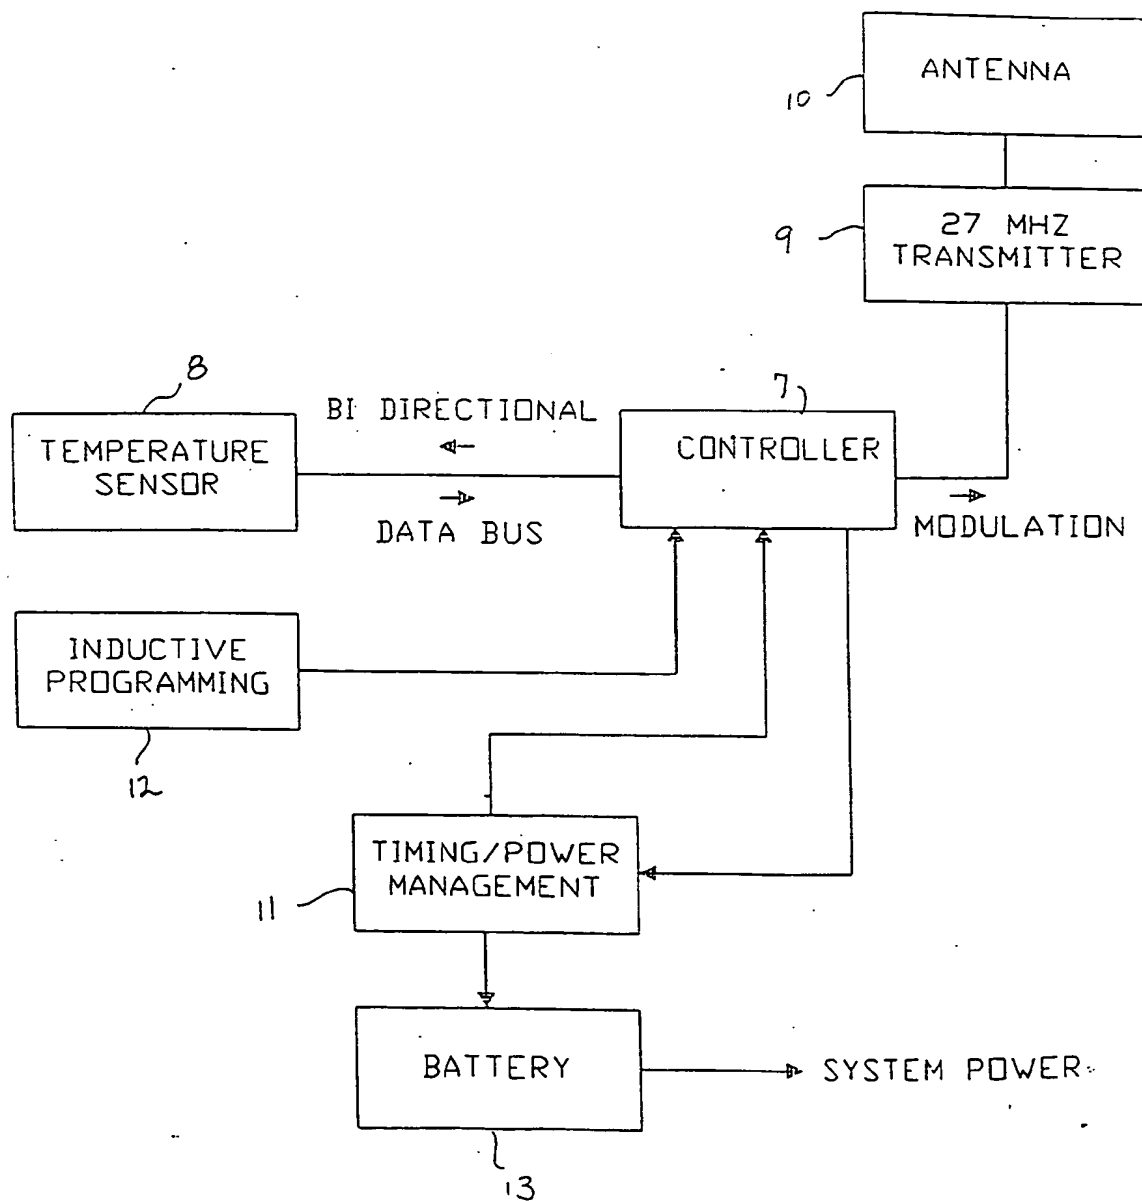 ANTENNA
10
27 MHZ
TRANSMITTER
9
8
7
BI DIRECTIONAL
TEMPERATURE
SENSOR
CONTROLLER
DATA BUS
MODULATION
INDUCTIVE
PROGRAMMING
12
TIMING/POWER
MANAGEMENT
11
BATTERY
SYSTEM POWER
13